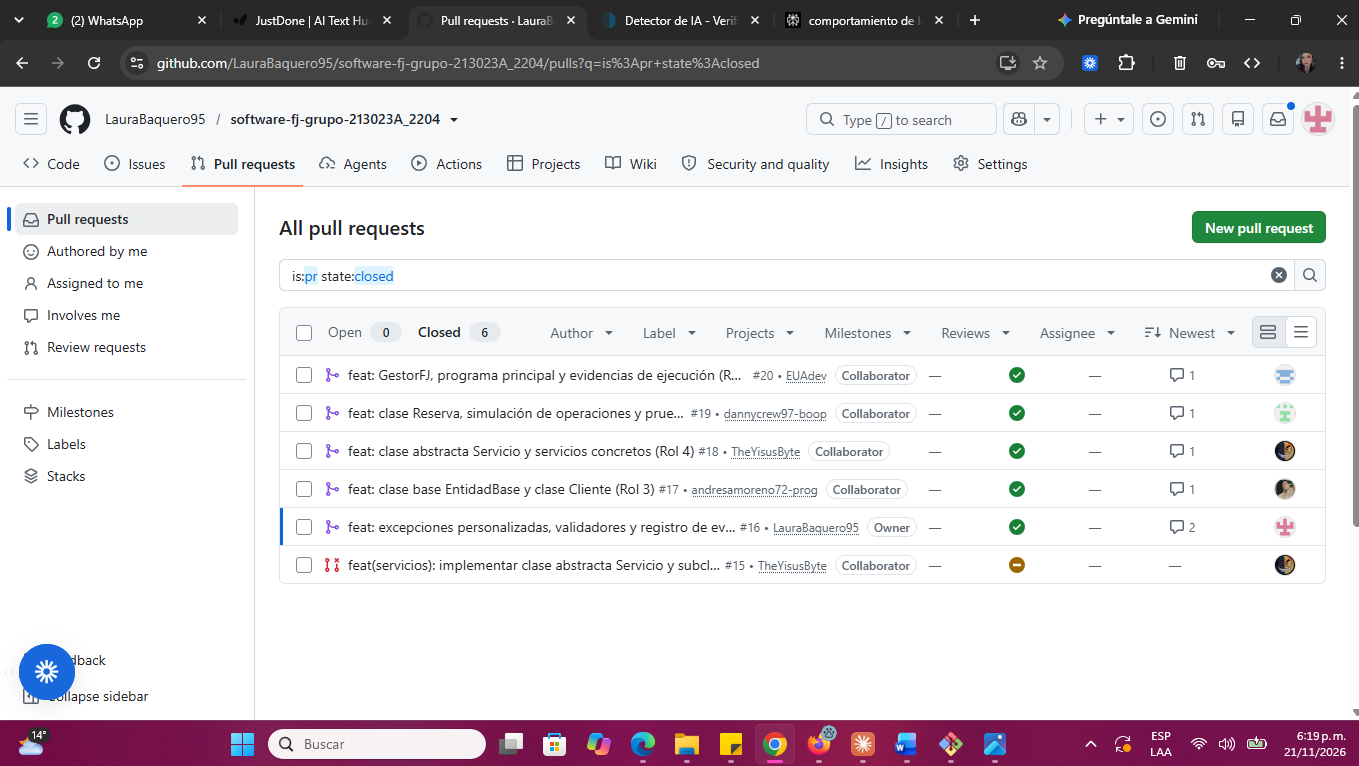 (2) WhatsApp
JustDone | AI Text Hu
Pull requests · LauraB
Detector de IA - Verif
comportamiento de l
Pregúntale a Gemini
github.com/LauraBaquero95/software-fj-grupo-213023A_2204/pulls?q=is%3Apr+state%3Aclosed
LauraBaquero95 / software-fj-grupo-213023A_2204
Type / to search
Code
Issues
Pull requests
Agents
Actions
Projects
Wiki
Security and quality
Insights
Settings
Pull requests
Authored by me
Assigned to me
Involves me
Review requests
Milestones
Labels
Stacks
dback
ollapse sidebar
All pull requests
New pull request
is:pr state:closed
Open 0 Closed 6 Author Label Projects Milestones Reviews Assignee Newest
feat: GestorFJ, programa principal y evidencias de ejecución (R... #20 • EUAdev Collaborator — — 1
feat: clase Reserva, simulación de operaciones y prue... #19 • dannycrew97-boop Collaborator — — 1
feat: clase abstracta Servicio y servicios concretos (Rol 4) #18 • TheYisusByte Collaborator — — 1
feat: clase base EntidadBase y clase Cliente (Rol 3) #17 • andresamoreno72-prog Collaborator — — 1
feat: excepciones personalizadas, validadores y registro de ev... #16 • LauraBaquero95 Owner — — 2
feat(servicios): implementar clase abstracta Servicio y subcl... #15 • TheYisusByte Collaborator — — —
14°
Buscar
ESP
LAA
6:19 p.m.
21/11/2026